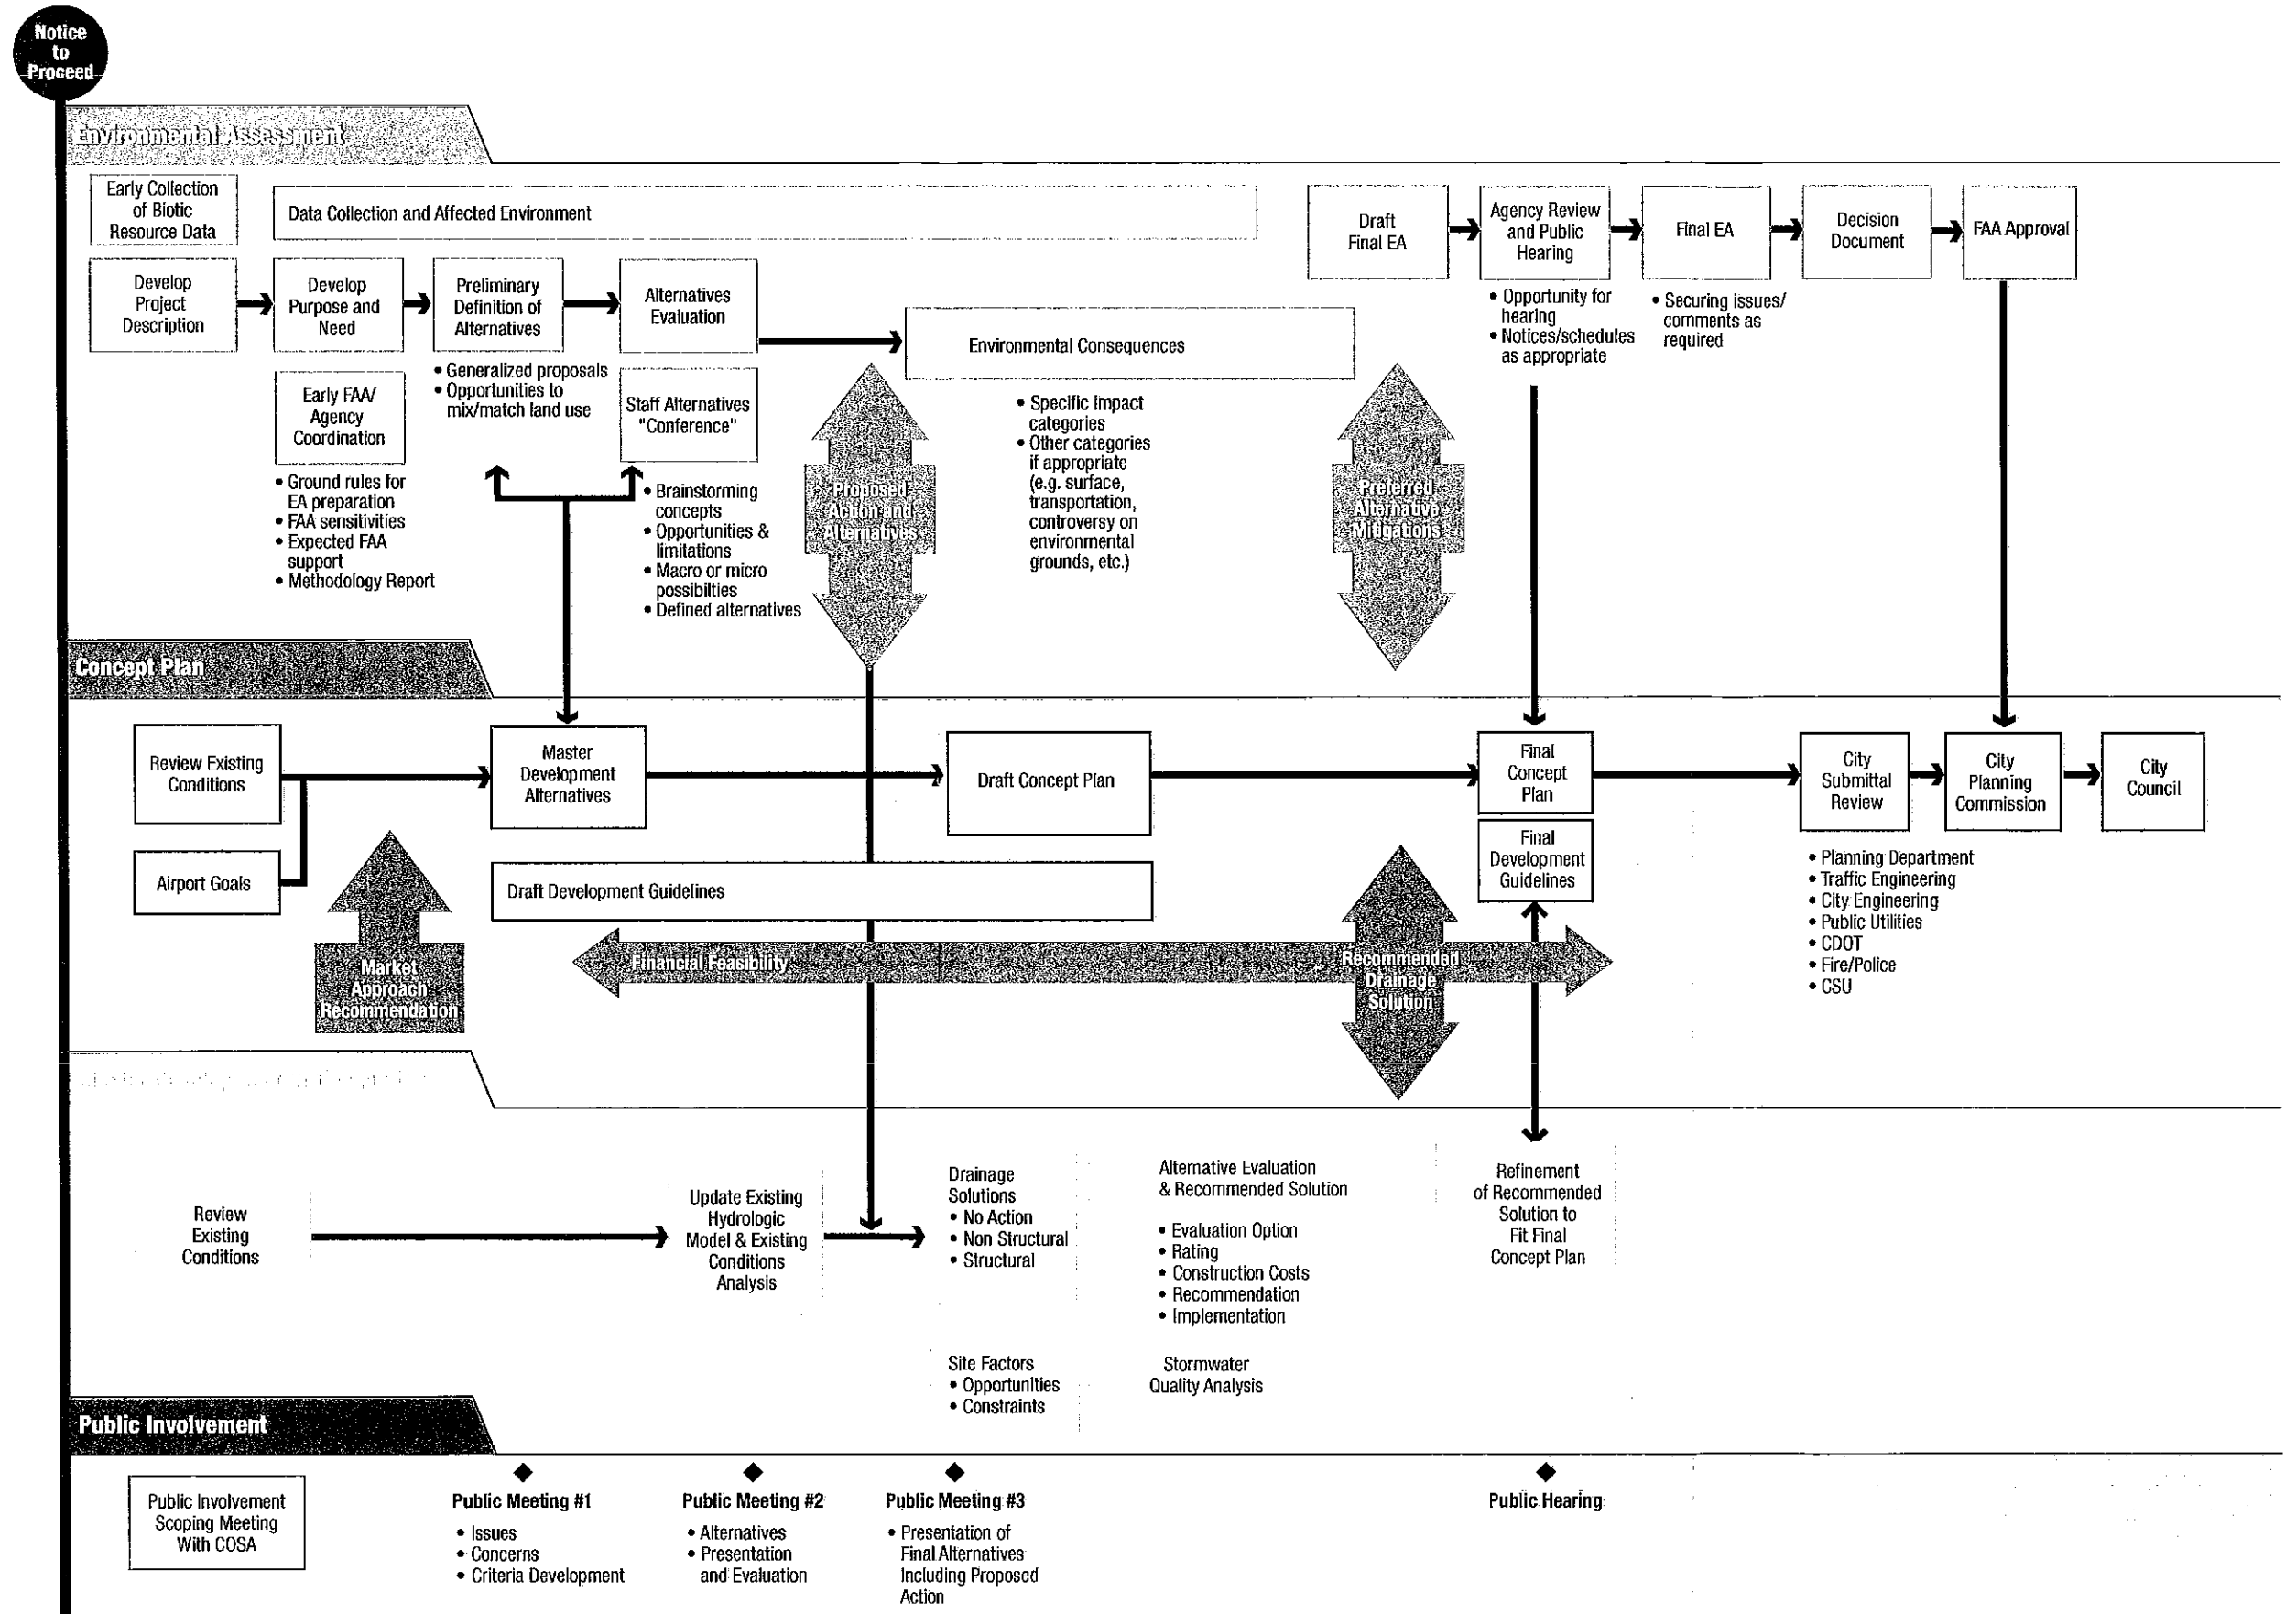 Notice
to
Proceed
Environmental Assessment
Early Collection
of Biotic
Resource Data
Data Collection and Affected Environment
Develop
Project
Description
Develop
Purpose and
Need
Preliminary
Definition of
Alternatives
Alternatives
Evaluation
Environmental Consequences
Draft
Final EA
Agency Review
and Public
Hearing
Final EA
Decision
Document
FAA Approval
• Opportunity for
hearing
• Notices/schedules
as appropriate
• Securing issues/
comments as
required
Early FAA/
Agency
Coordination
• Ground rules for
EA preparation
• FAA sensitivities
• Expected FAA
support
• Methodology Report
• Generalized proposals
• Opportunities to
mix/match land use
Staff Alternatives
"Conference"
• Brainstorming
concepts
• Opportunities &
limitations
• Macro or micro
possibilties
• Defined alternatives
Proposed
Action and
Alternatives
• Specific impact
categories
• Other categories
if appropriate
(e.g. surface,
transportation,
controversy on
environmental
grounds, etc.)
Preferred
Alternative
Mitigations
Concept Plan
Review Existing
Conditions
Airport Goals
Master
Development
Alternatives
Draft Concept Plan
Final
Concept
Plan
Final
Development
Guidelines
City
Submittal
Review
City
Planning
Commission
City
Council
• Planning Department
• Traffic Engineering
• City Engineering
• Public Utilities
• CDOT
• Fire/Police
• CSU
Draft Development Guidelines
Market
Approach
Recommendation
Financial Feasibility
Recommended
Drainage
Solution
Review
Existing
Conditions
Update Existing
Hydrologic
Model & Existing
Conditions
Analysis
Drainage
Solutions
• No Action
• Non Structural
• Structural
Alternative Evaluation
& Recommended Solution
• Evaluation Option
• Rating
• Construction Costs
• Recommendation
• Implementation
Refinement
of Recommended
Solution to
Fit Final
Concept Plan
Site Factors
• Opportunities
• Constraints
Stormwater
Quality Analysis
Public Involvement
Public Involvement
Scoping Meeting
With COSA
Public Meeting #1
• Issues
• Concerns
• Criteria Development
Public Meeting #2
• Alternatives
• Presentation
and Evaluation
Public Meeting #3
• Presentation of
Final Alternatives
Including Proposed
Action
Public Hearing